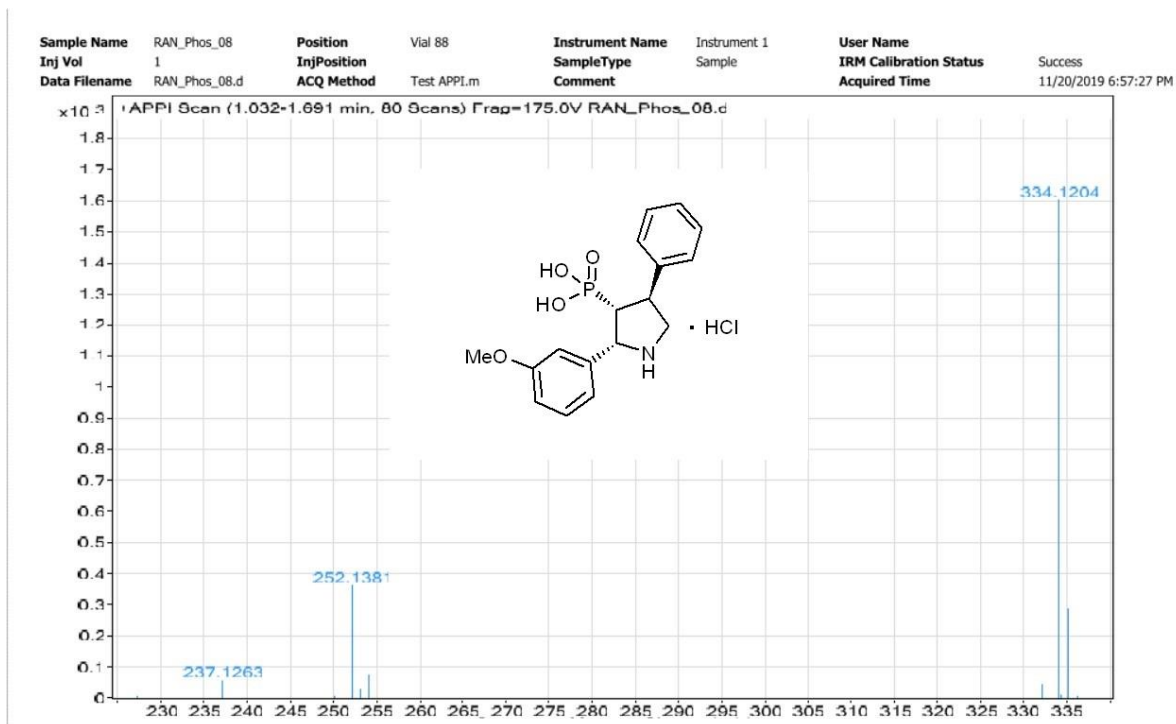 Sample Name RAN_Phos_08 Position Vial 88 Instrument Name Instrument 1 User Name
Inj Vol 1 InjPosition SampleType Sample IRM Calibration Status Success
Data Filename RAN_Phos_08.d ACQ Method Test APPI.m Comment Acquired Time 11/20/2019 6:57:27 PM
x10 3 APPI Scan (1.032-1.691 min, 80 Scans) Frag=175.0V RAN_Phos_08.d
1.8
1.7
1.6
1.5
1.4
1.3
1.2
1.1
1
0.9
0.8
0.7
0.6
0.5
0.4
0.3
0.2
0.1
0
334.1204
O
HO
P
HO
· HCl
MeO
N
H
252.1381
237.1263
230 235 240 245 250 255 260 265 270 275 280 285 290 295 300 305 310 315 320 325 330 335